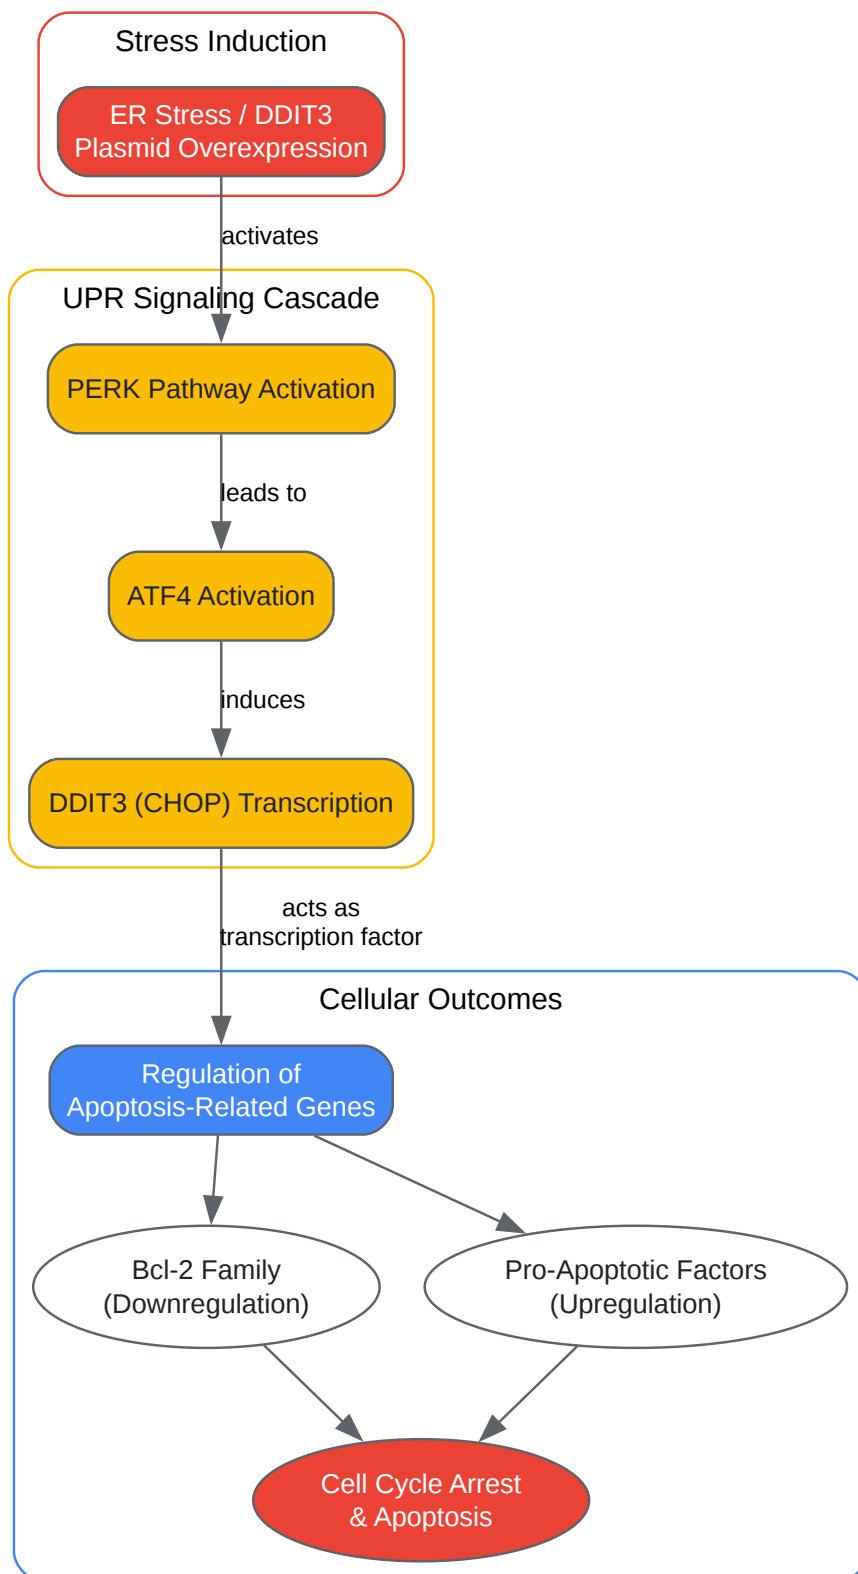 Stress Induction
ER Stress / DDIT3
Plasmid Overexpression
activates
UPR Signaling Cascade
PERK Pathway Activation
leads to
ATF4 Activation
induces
DDIT3 (CHOP) Transcription
acts as
transcription factor
Cellular Outcomes
Regulation of
Apoptosis-Related Genes
Bcl-2 Family
(Downregulation)
Pro-Apoptotic Factors
(Upregulation)
Cell Cycle Arrest
& Apoptosis